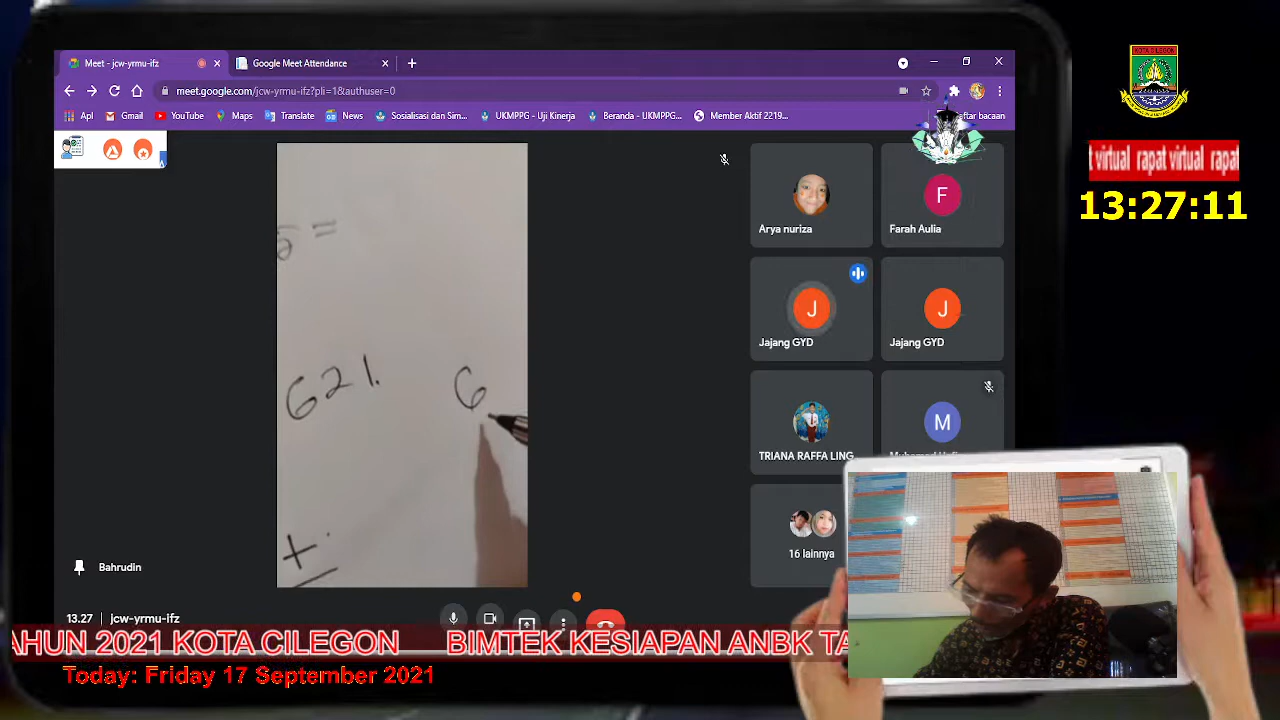 Meet - jcw-yrmu-ifz
Google Meet Attendance
meet.google.com/jcw-yrmu-ifz?pli=1&authuser=0
Apl
Gmail
YouTube
Maps
Translate
News
Sosialisasi dan Sim...
UKMPPG - Uji Kinerja
Beranda - UKMPPG...
Member Aktif 2219...
ftar bacaan
KOTA CILEGON
t virtual rapat virtual rapat
13:27:11
=
621.
6
+
Arya nuriza
F
Farah Aulia
J
Jajang GYD
J
Jajang GYD
TRIANA RAFFA LING
M
16 lainnya
Bahrudin
13.27 | jcw-yrmu-ifz
AHUN 2021 KOTA CILEGON BIMTEK KESIAPAN ANBK TA
Today: Friday 17 September 2021